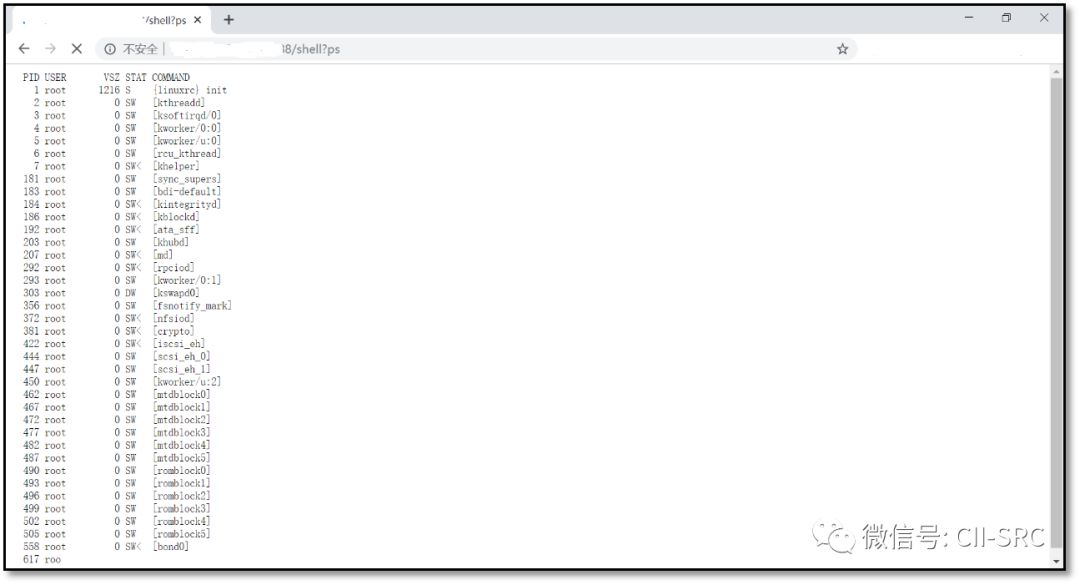 /shell?ps
不安全 38/shell?ps
PID USER VSZ STAT COMMAND
1 root 1216 S {linuxrc} init
2 root 0 SW [kthreadd]
3 root 0 SW [ksoftirqd/0]
4 root 0 SW [kworker/0:0]
5 root 0 SW [kworker/u:0]
6 root 0 SW [rcu_kthread]
7 root 0 SW< [khelper]
181 root 0 SW [sync_supers]
183 root 0 SW [bdi-default]
184 root 0 SW< [kintegrityd]
186 root 0 SW< [kblockd]
192 root 0 SW< [ata_sff]
203 root 0 SW [khubd]
207 root 0 SW< [md]
292 root 0 SW< [rpciod]
293 root 0 SW [kworker/0:1]
303 root 0 DW [kswapd0]
356 root 0 SW [fsnotify_mark]
372 root 0 SW< [nfsiod]
381 root 0 SW< [crypto]
422 root 0 SW< [iscsi_eh]
444 root 0 SW [scsi_eh_0]
447 root 0 SW [scsi_eh_1]
450 root 0 SW [kworker/u:2]
462 root 0 SW [mtdblock0]
467 root 0 SW [mtdblock1]
472 root 0 SW [mtdblock2]
477 root 0 SW [mtdblock3]
482 root 0 SW [mtdblock4]
487 root 0 SW [mtdblock5]
490 root 0 SW [romblock0]
493 root 0 SW [romblock1]
496 root 0 SW [romblock2]
499 root 0 SW [romblock3]
502 root 0 SW [romblock4]
505 root 0 SW [romblock5]
558 root 0 SW< [bond0]
617 roo
微信号: CII-SRC